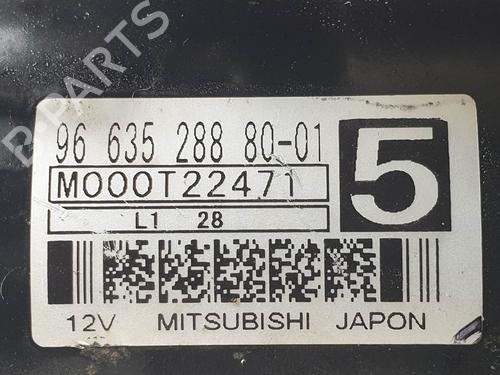 96 635 288 80-01
M000T22471
5
L1 28
12V MITSUBISHI JAPON
B-PARTS